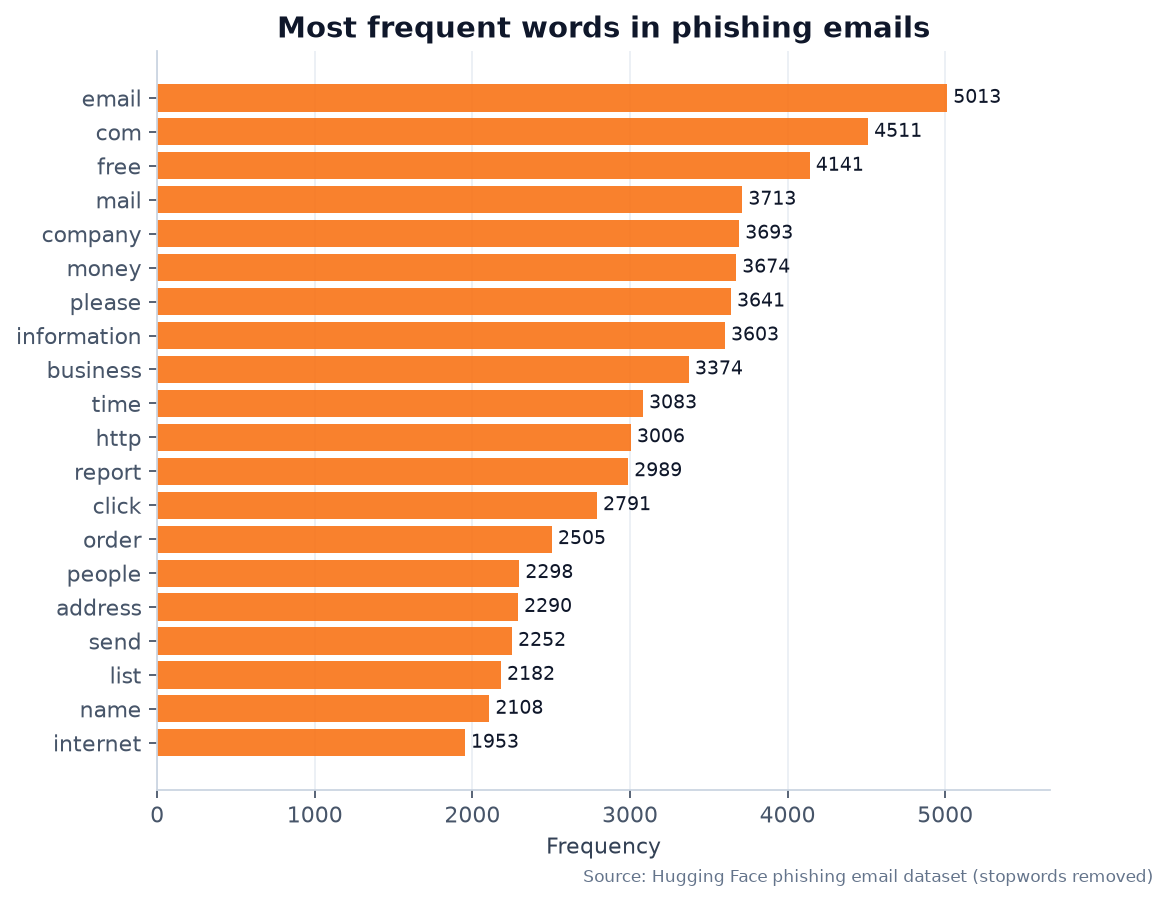 Most frequent words in phishing emails
email 5013
com 4511
free 4141
mail 3713
company 3693
money 3674
please 3641
information 3603
business 3374
time 3083
http 3006
report 2989
click 2791
order 2505
people 2298
address 2290
send 2252
list 2182
name 2108
internet 1953
0 1000 2000 3000 4000 5000
Frequency
Source: Hugging Face phishing email dataset (stopwords removed)